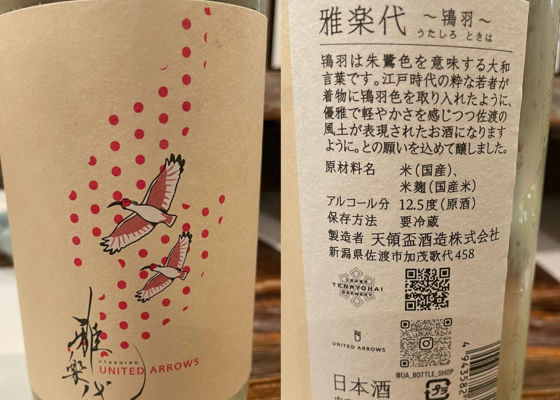 雅楽代
UTASHIRO
UNITED ARROWS
雅楽代 ～鴇羽～
うたしろ ときは
鴇羽は朱鷺色を意味する大和
言葉です。江戸時代の粋な若者が
着物に鴇羽色を取り入れたように、
優雅で軽やかさを感じつつ佐渡の
風土が表現されたお酒になります
ように。との願いを込めて醸しました。
原材料名 米(国産)、
米麹(国産米)
アルコール分 12.5度(原酒)
保存方法 要冷蔵
製造者 天領盃酒造株式会社
新潟県佐渡市加茂歌代458
TENRYOHAI
BREWERY
UNITED ARROWS
@UA_BOTTLE_SHOP
日本酒
プラ